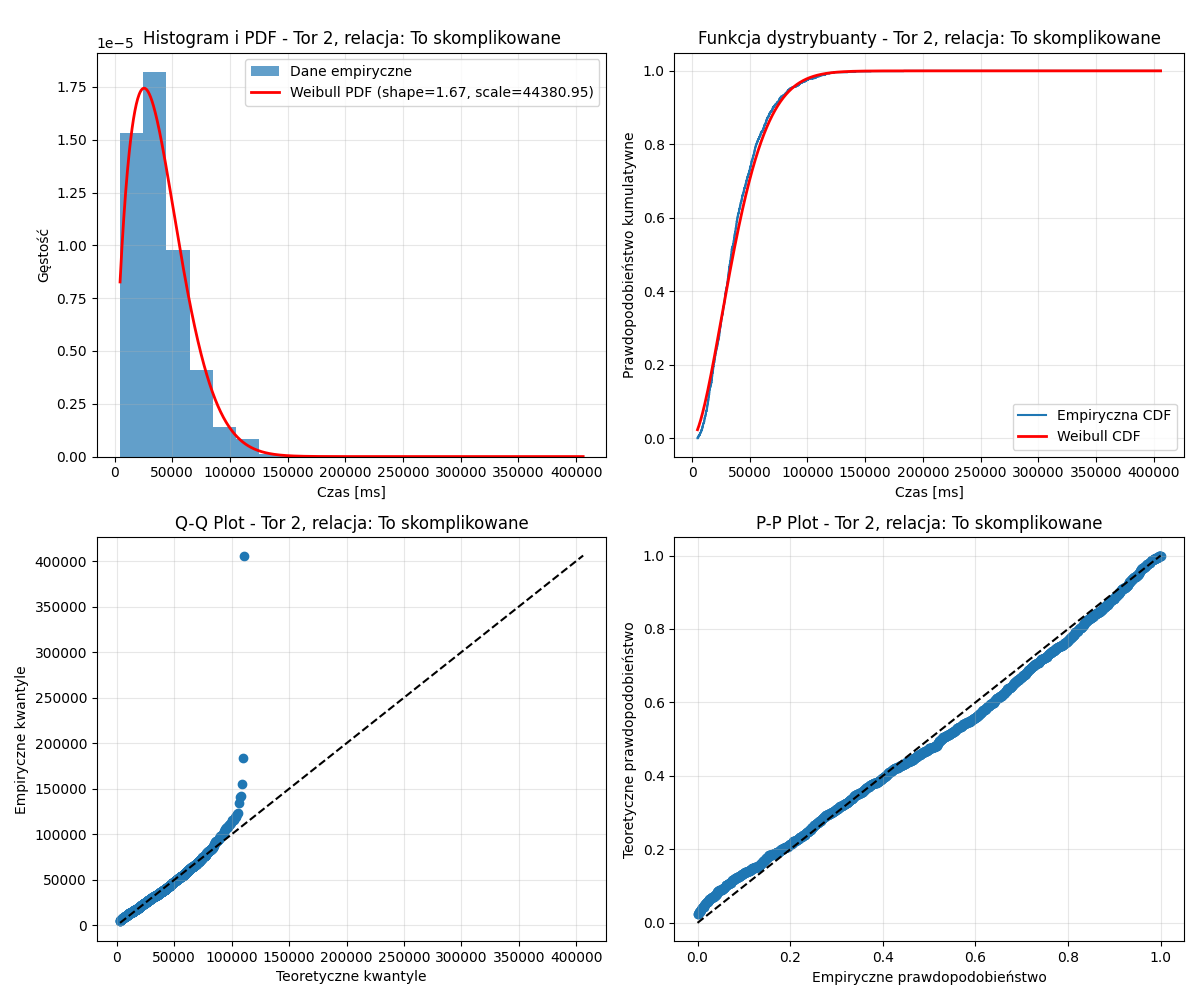 Histogram i PDF - Tor 2, relacja: To skomplikowane
1e−5
1.75
1.50
1.25
1.00
0.75
0.50
0.25
0.00
Gęstość
Dane empiryczne
Weibull PDF (shape=1.67, scale=44380.95)
0 50000 100000 150000 200000 250000 300000 350000 400000
Czas [ms]
Funkcja dystrybuanty - Tor 2, relacja: To skomplikowane
1.0
0.8
0.6
0.4
0.2
0.0
Prawdopodobieństwo kumulatywne
Empiryczna CDF
Weibull CDF
0 50000 100000 150000 200000 250000 300000 350000 400000
Czas [ms]
Q-Q Plot - Tor 2, relacja: To skomplikowane
400000
350000
300000
250000
200000
150000
100000
50000
0
Empiryczne kwantyle
0 50000 100000 150000 200000 250000 300000 350000 400000
Teoretyczne kwantyle
P-P Plot - Tor 2, relacja: To skomplikowane
1.0
0.8
0.6
0.4
0.2
0.0
Teoretyczne prawdopodobieństwo
0.0 0.2 0.4 0.6 0.8 1.0
Empiryczne prawdopodobieństwo